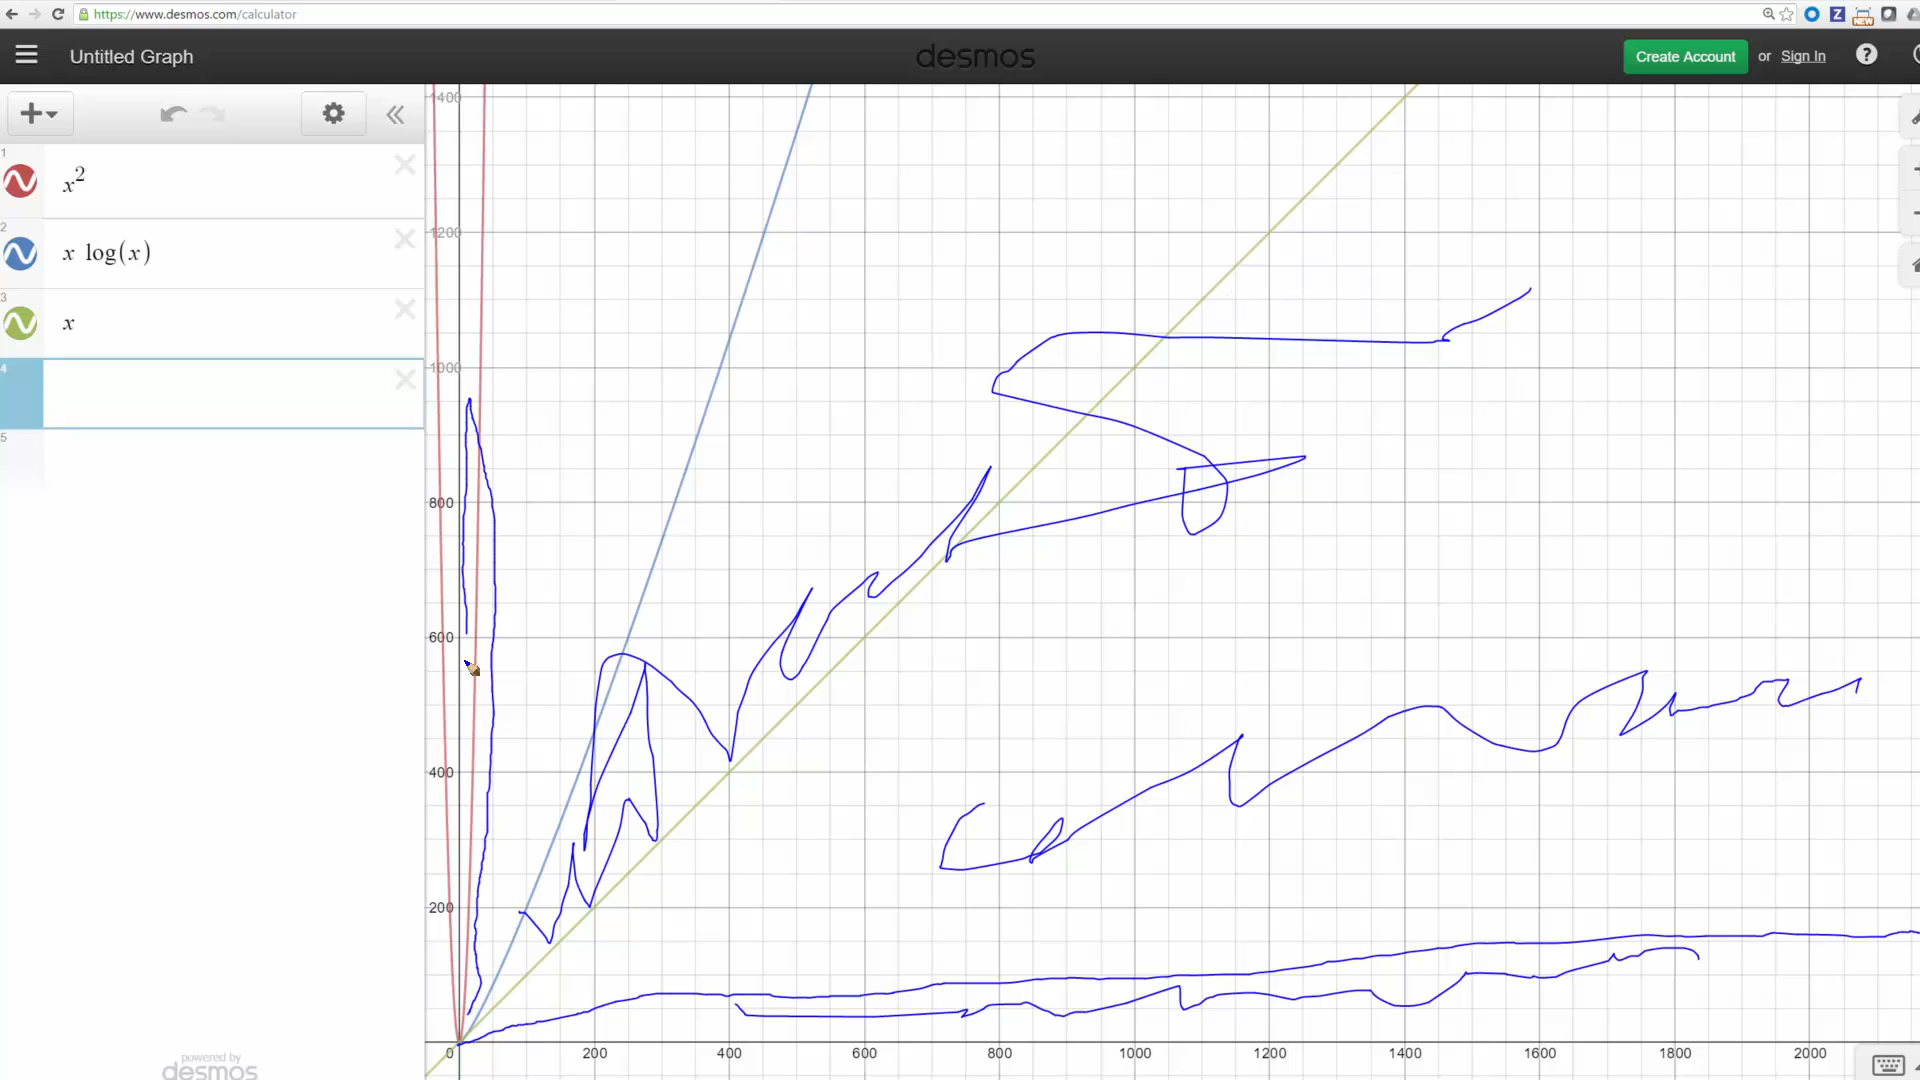 https://www.desmos.com/calculator
Z
NEW
Untitled Graph
desmos
Create Account or Sign In ?
1
x²
2
x log(x)
3
x
4
5
1400
1200
1000
800
600
400
200
0 200 400 600 800 1000 1200 1400 1600 1800 2000
powered by
desmos